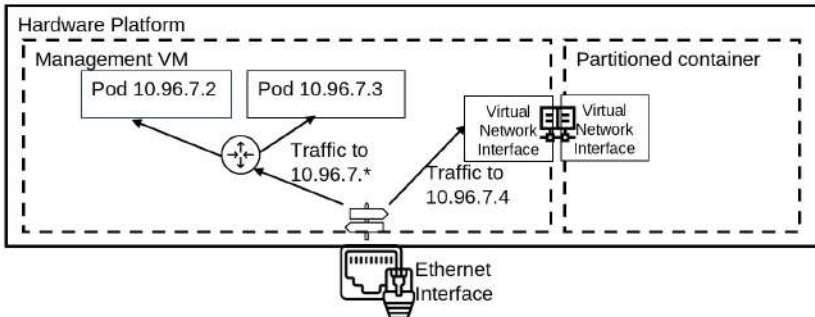 Hardware Platform
Management VM
Partitioned container
Pod 10.96.7.2
Pod 10.96.7.3
Virtual
Network
Interface
Virtual
Network
Interface
Traffic to
10.96.7.*
Traffic to
10.96.7.4
Ethernet
Interface